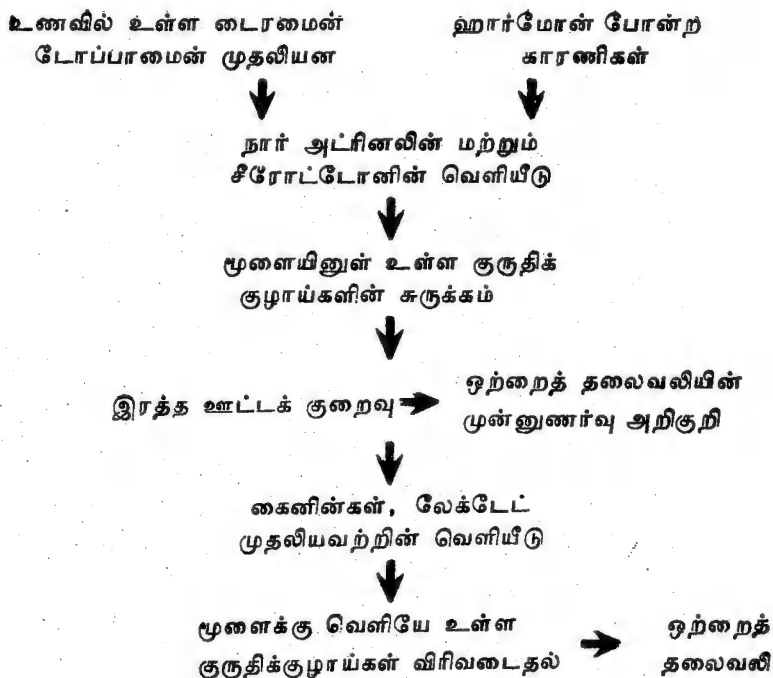 உணவில் உள்ள டைரமைன்
டோப்பாமைன் முதலியன
ஹார்மோன் போன்ற
காரணிகள்
நார் அட்ரினலின் மற்றும்
சீரோட்டோனின் வெளியீடு
மூளையினுள் உள்ள குருதிக்
குழாய்களின் சுருக்கம்
இரத்த ஊட்டக் குறைவு
ஒற்றைத் தலைவலியின்
முன்னுணர்வு அறிகுறி
கைனின்கள், லேக்டேட்
முதலியவற்றின் வெளியீடு
மூளைக்கு வெளியே உள்ள
குருதிக்குழாய்கள் விரிவடைதல்
ஒற்றைத்
தலைவலி